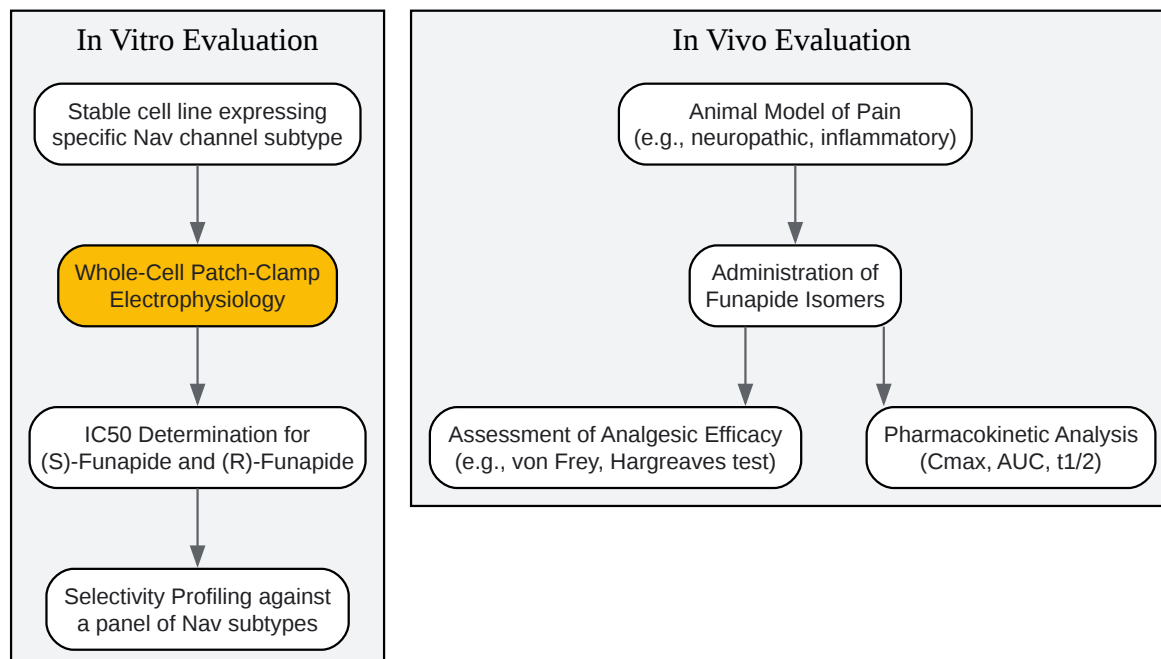 In Vitro Evaluation
Stable cell line expressing
specific Nav channel subtype
Whole-Cell Patch-Clamp
Electrophysiology
IC50 Determination for
(S)-Funapide and (R)-Funapide
Selectivity Profiling against
a panel of Nav subtypes
In Vivo Evaluation
Animal Model of Pain
(e.g., neuropathic, inflammatory)
Administration of
Funapide Isomers
Assessment of Analgesic Efficacy
(e.g., von Frey, Hargreaves test)
Pharmacokinetic Analysis
(Cmax, AUC, t1/2)